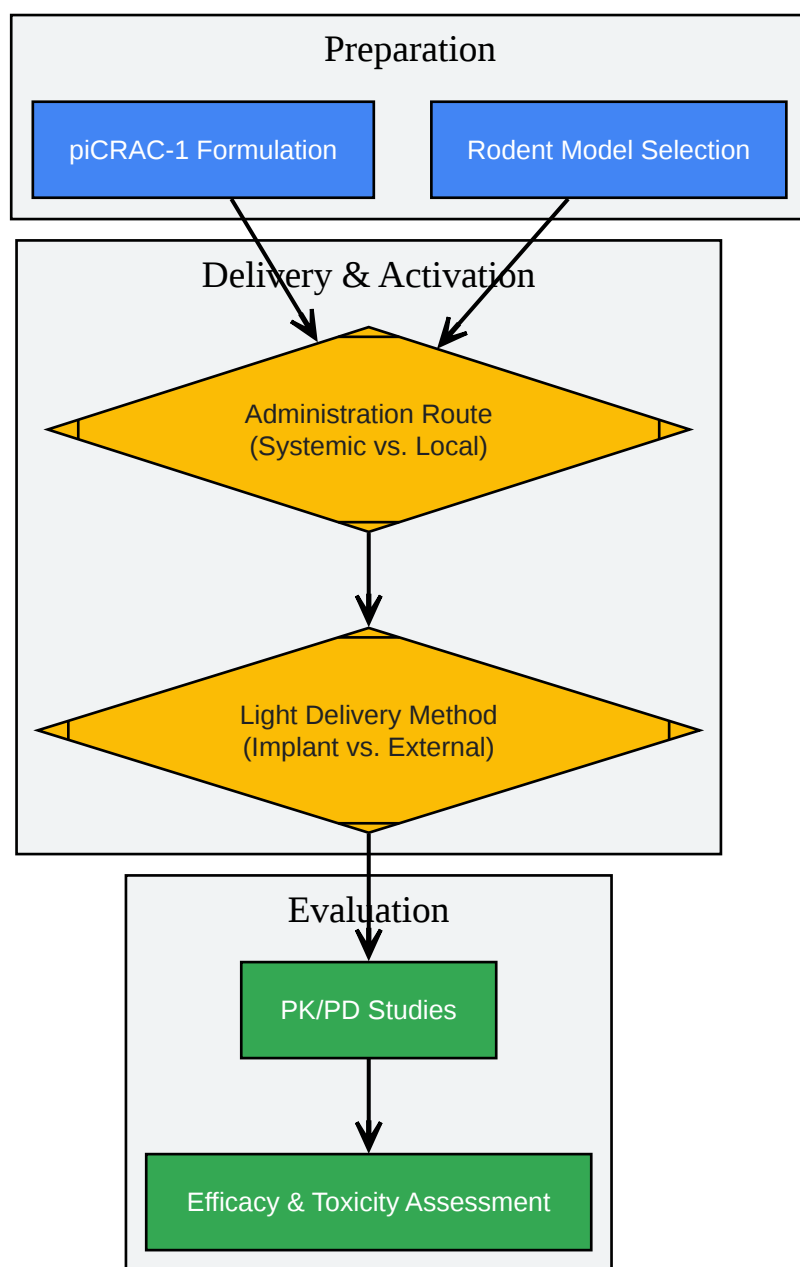 Preparation
piCRAC-1 Formulation
Rodent Model Selection
Delivery & Activation
Administration Route
(Systemic vs. Local)
Light Delivery Method
(Implant vs. External)
Evaluation
PK/PD Studies
Efficacy & Toxicity Assessment